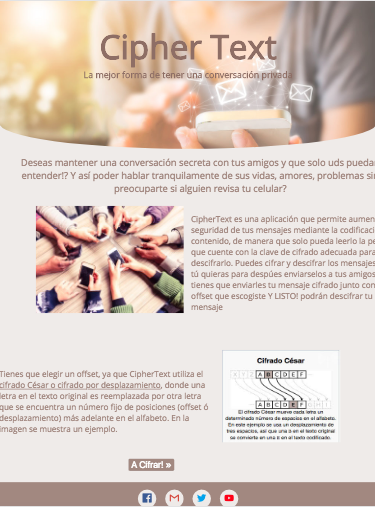 Cipher Text
La mejor forma de tener una conversación privada
Deseas mantener una conversación secreta con tus amigos y que solo uds
entender!? Y así poder hablar tranquilamente de sus vidas, amores, problemas
preocuparte si alguien revisa tu celular?
CipherText es una aplicación que permite
seguridad de tus mensajes mediante la
contenido, de manera que solo pueda leerlo la
que cuente con la clave de cifrado adecuada para
descifrarlo. Puedes cifrar y descifrar los mensajes
tú quieras para despúes enviarselos a tus amigos
tienes que enviarles tu mensaje cifrado junto con
offset que escogiste Y LISTO! podrán descifrar tu
mensaje
Cifrado César
A B C D E F
A B C D E F
El cifrado César mueve cada letra un
determinado número de espacios en el alfabeto.
En este ejemplo se usa un desplazamiento de
tres espacios, así que una
se convierte en una
en el texto original
en el texto codificado.
Tienes que elegir un offset, ya que CipherText utiliza el
cifrado César o cifrado por desplazamiento, donde una
letra en el texto original es reemplazada por otra letra
que se encuentra un número fijo de posiciones (offset ó
desplazamiento) más adelante en el alfabeto. En la
imagen se muestra un ejemplo.
A Cifrar! »